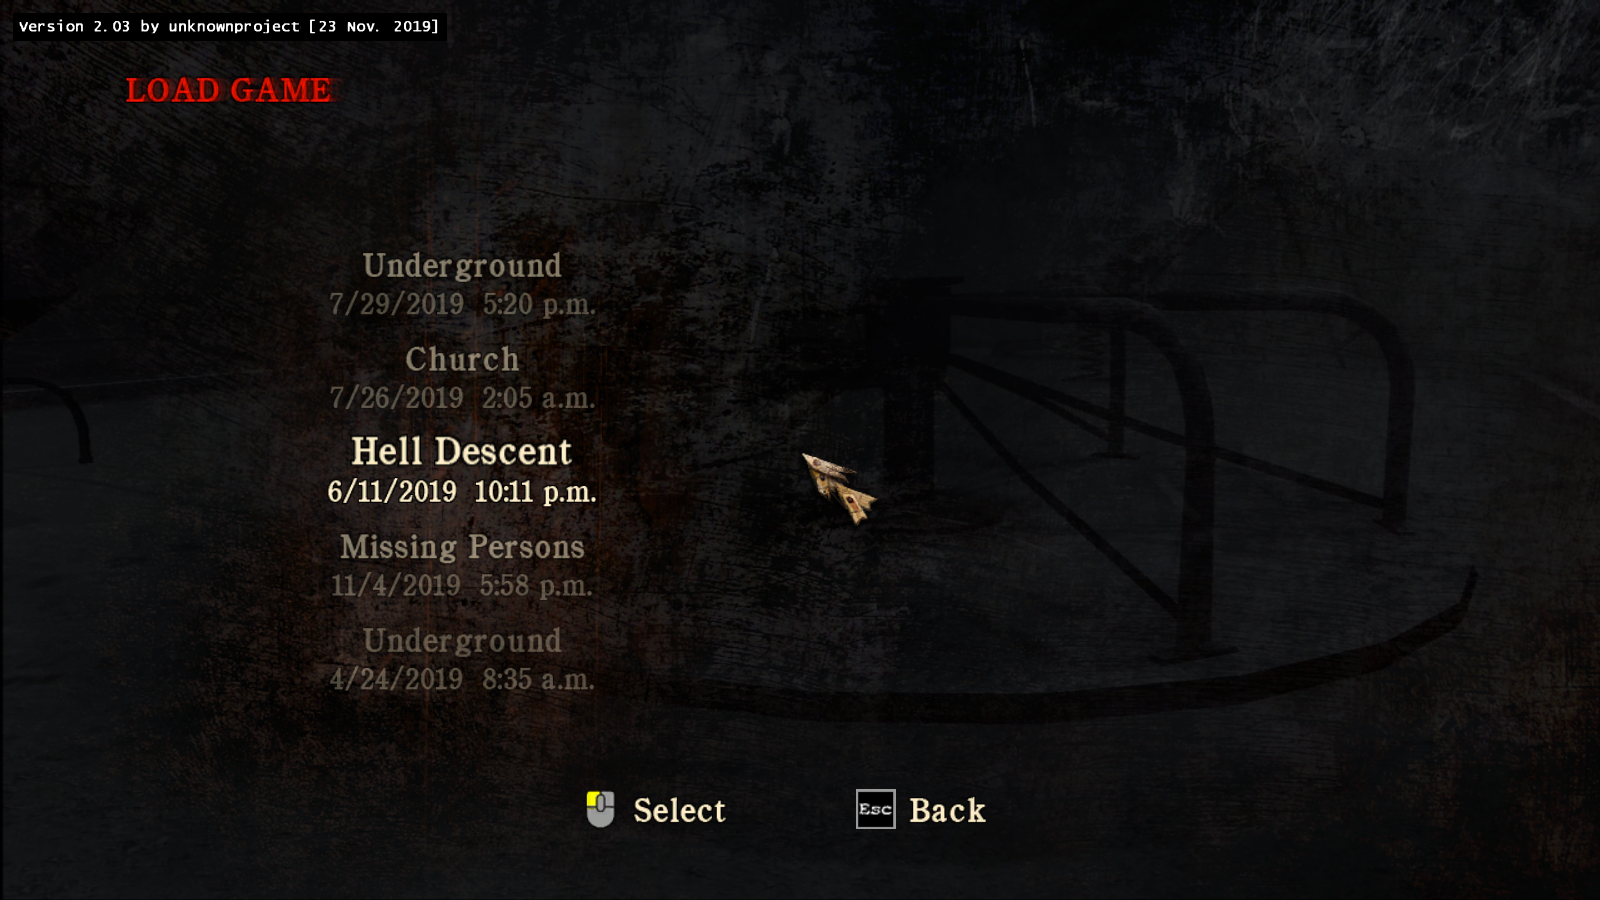 Version 2.03 by unknownproject [23 Nov. 2019]
LOAD GAME
Underground
7/29/2019 5:20 p.m.
Church
7/26/2019 2:05 a.m.
Hell Descent
6/11/2019 10:11 p.m.
Missing Persons
11/4/2019 5:58 p.m.
Underground
4/24/2019 8:35 a.m.
Select
Esc Back